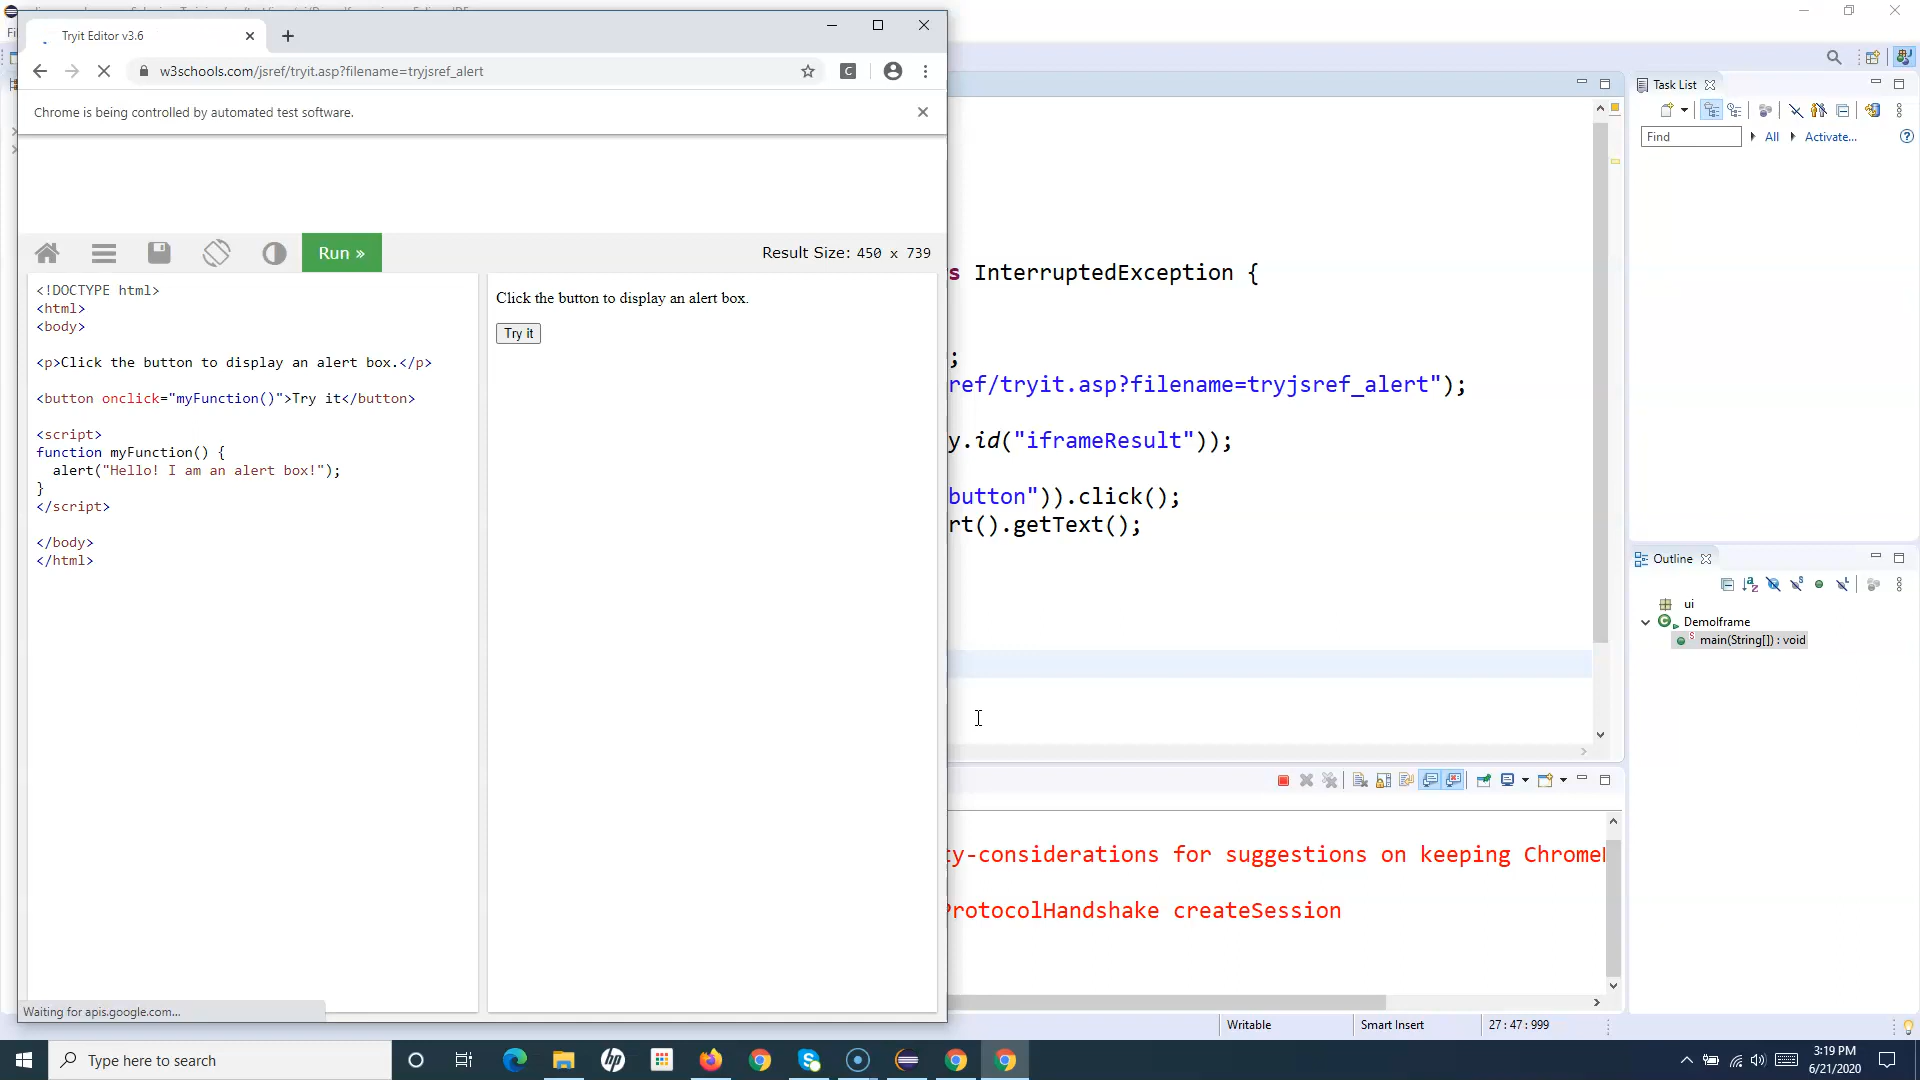 Tryit Editor v3.6
w3schools.com/jsref/tryit.asp?filename=tryjsref_alert
Chrome is being controlled by automated test software.
Run »
Result Size: 450 x 739
<!DOCTYPE html>
<html>
<body>
<p>Click the button to display an alert box.</p>
<button onclick="myFunction()">Try it</button>
<script>
function myFunction() {
alert("Hello! I am an alert box!");
}
</script>
</body>
</html>
Click the button to display an alert box.
Try it
Waiting for apis.google.com...
s InterruptedException {
;
ref/tryit.asp?filename=tryjsref_alert");
y.id("iframeResult"));
button")).click();
rt().getText();
ty-considerations for suggestions on keeping Chrome
ProtocolHandshake createSession
Task List
Find
All
Activate...
Outline
ui
DemoIframe
main(String[]) : void
Writable
Smart Insert
27 : 47 : 999
Type here to search
3:19 PM
6/21/2020